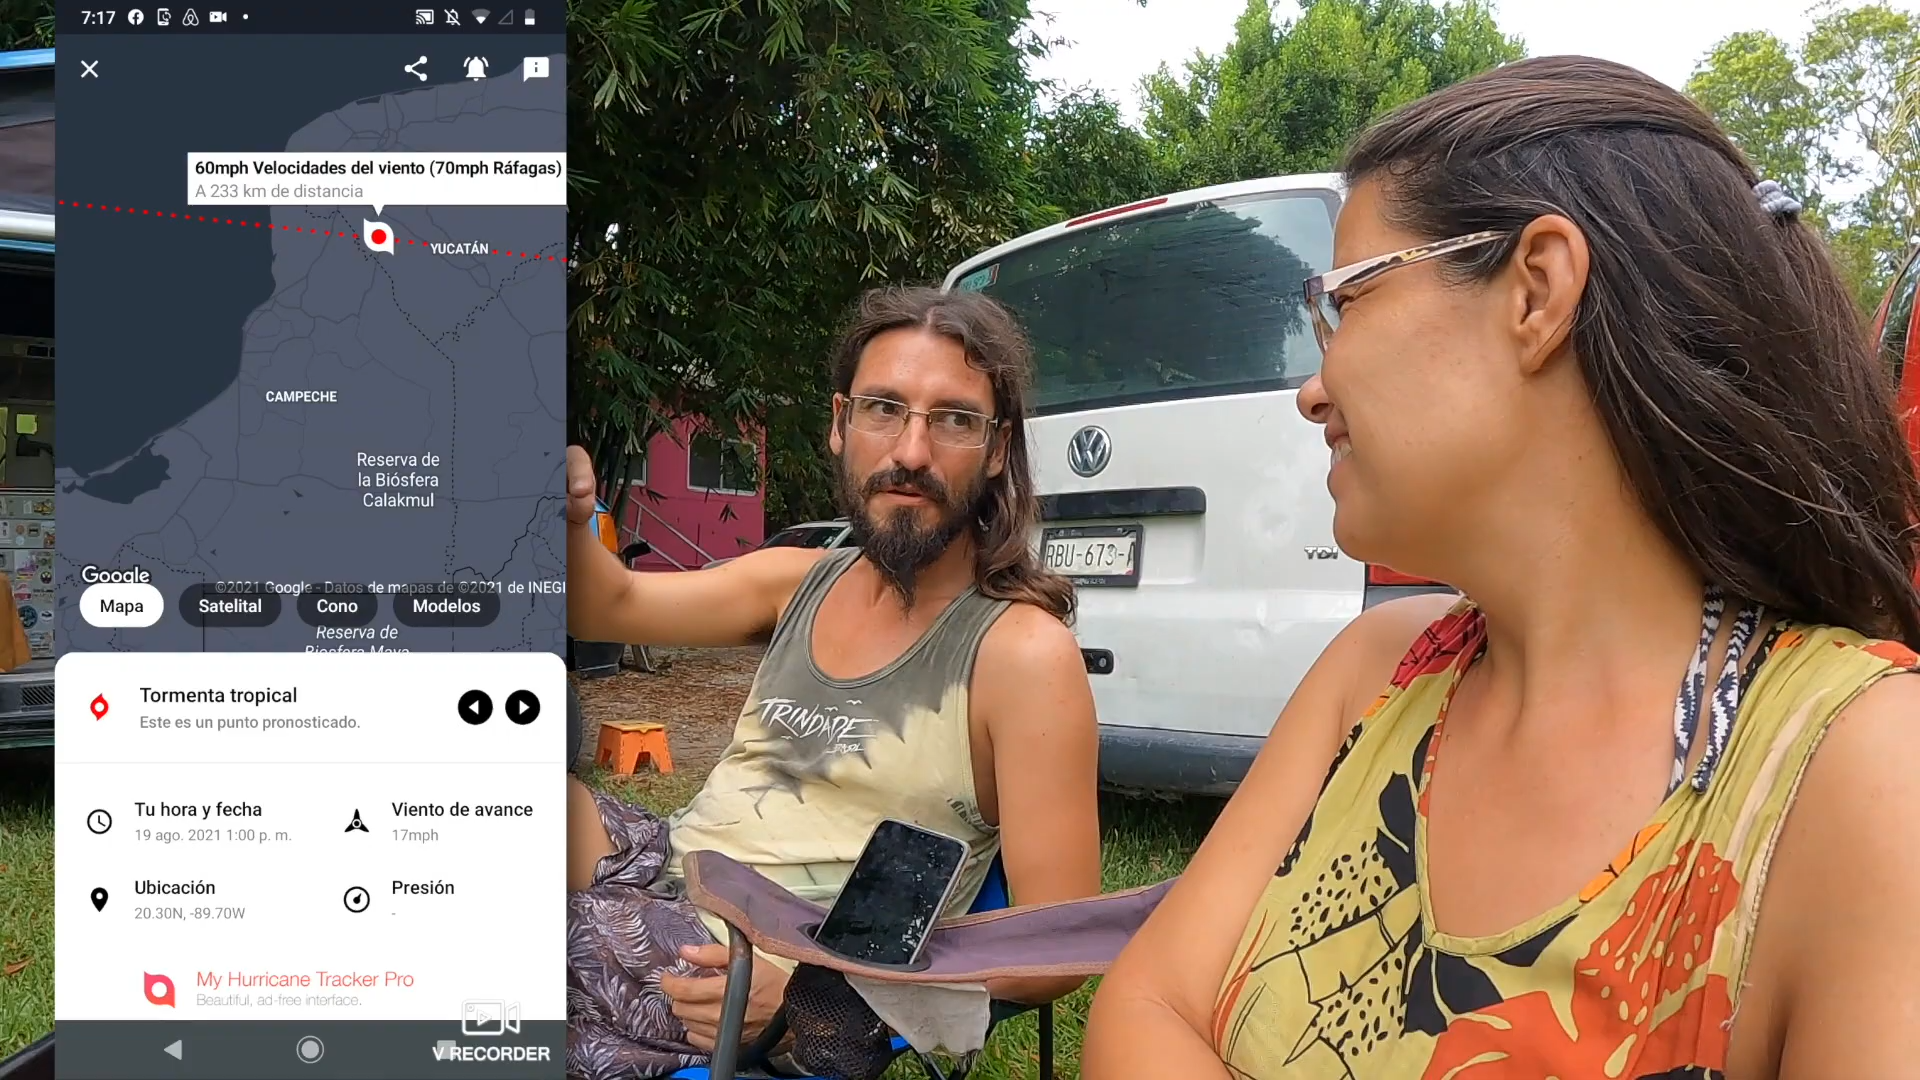 7:17
60mph Velocidades del viento (70mph Ráfagas)
A 233 km de distancia
YUCATÁN
CAMPECHE
Reserva de
la Biósfera
Calakmul
Google
©2021 Google - Datos de mapas de ©2021 de INEGI
Mapa
Satelital
Cono
Modelos
Reserva de
Biosfera Maya
Tormenta tropical
Este es un punto pronosticado.
Tu hora y fecha
19 ago. 2021 1:00 p. m.
Viento de avance
17mph
Ubicación
20.30N, -89.70W
Presión
-
My Hurricane Tracker Pro
Beautiful, ad-free interface.
V RECORDER
RBU-673-
TDI
TRINDADE